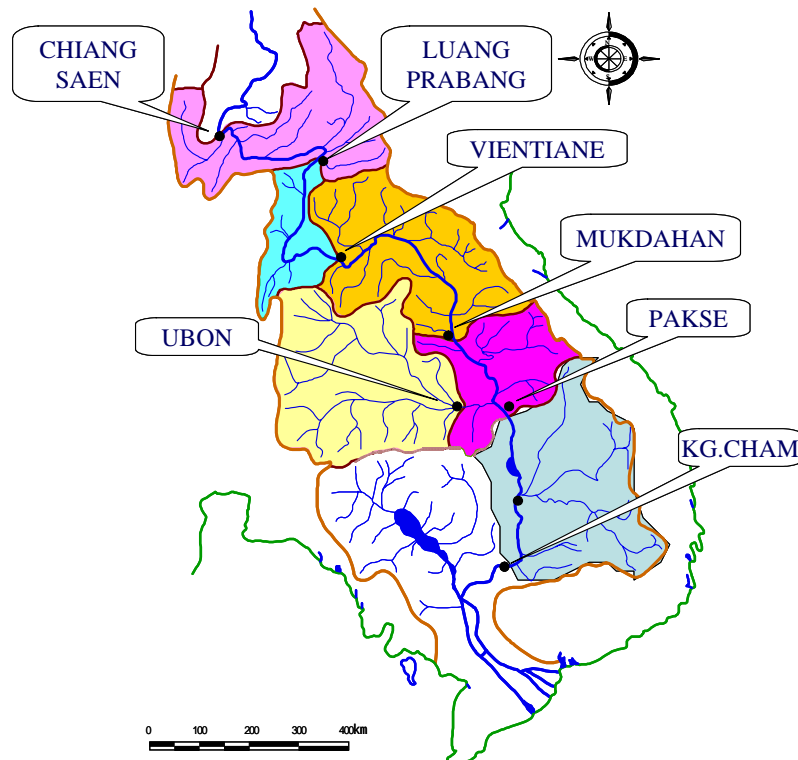 CHIANG
SAEN
LUANG
PRABANG
N
W
E
S
VIENTIANE
MUKDAHAN
UBON
PAKSE
KG.CHAM
0 100 200 300 400km